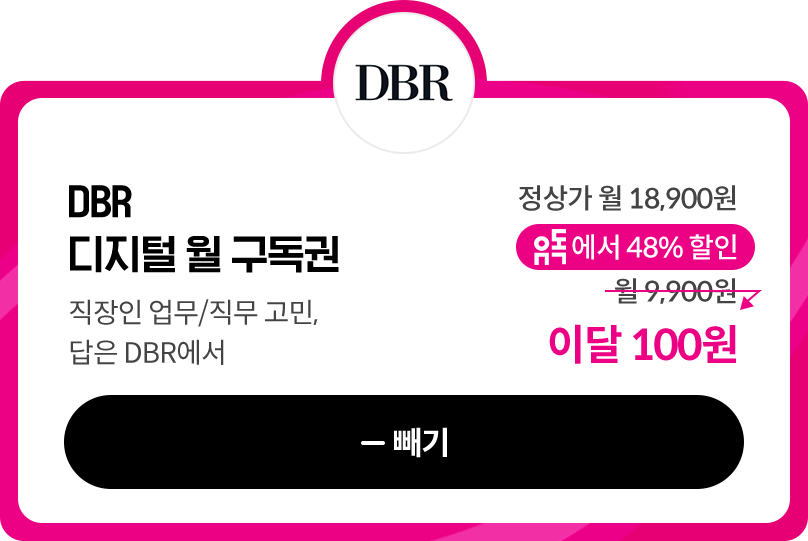 DBR
DBR
디지털 월 구독권
직장인 업무/직무 고민,
답은 DBR에서
정상가 월 18,900원
유독에서 48% 할인
월 9,900원
이달 100원
— 빼기